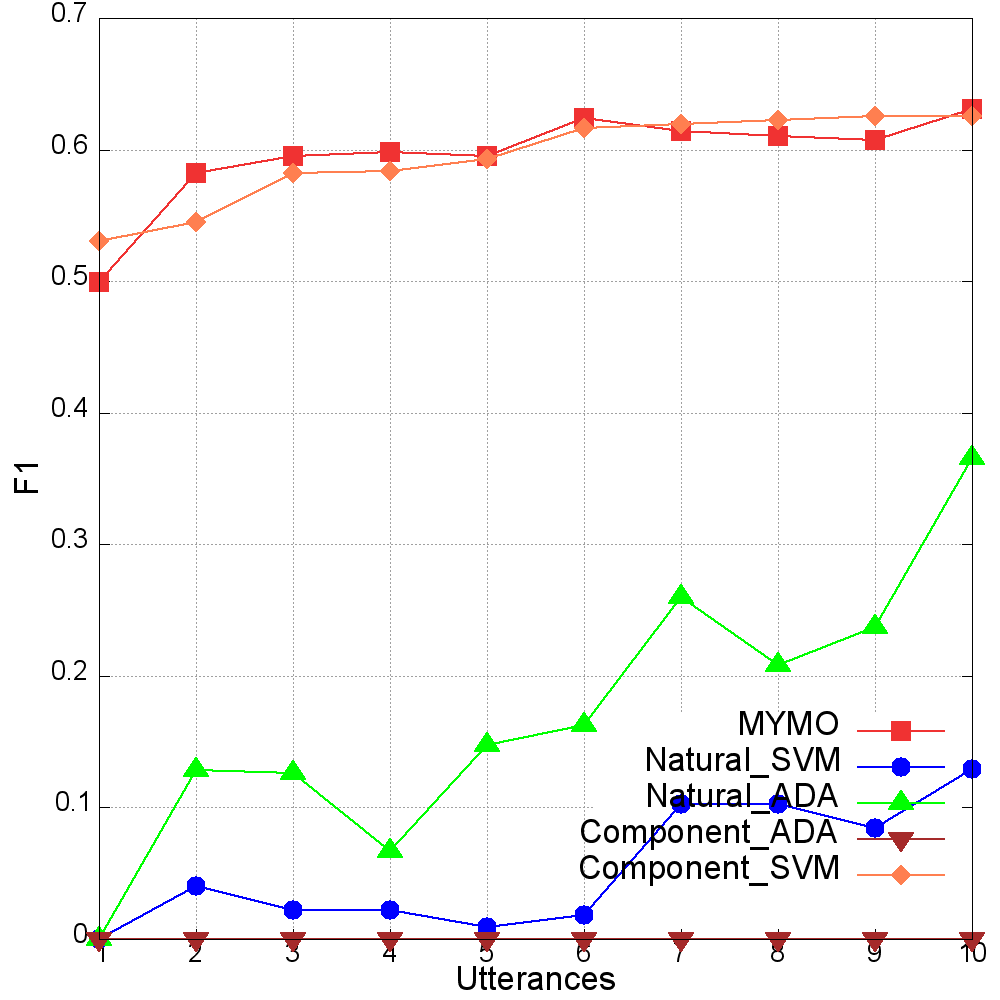 0.7
0.6
0.5
0.4
0.3
0.2
0.1
0
F1
MYMO
Natural_SVM
Natural_ADA
Component_ADA
Component_SVM
1 2 3 4 5 6 7 8 9 10
Utterances